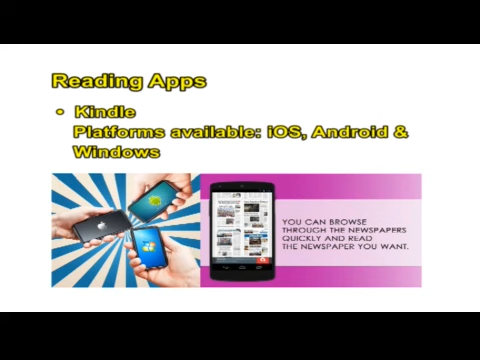 Reading Apps
• Kindle
Platforms available: iOS, Android &
Windows
YOU CAN BROWSE
THROUGH THE NEWSPAPERS
QUICKLY AND READ
THE NEWSPAPER YOU WANT.